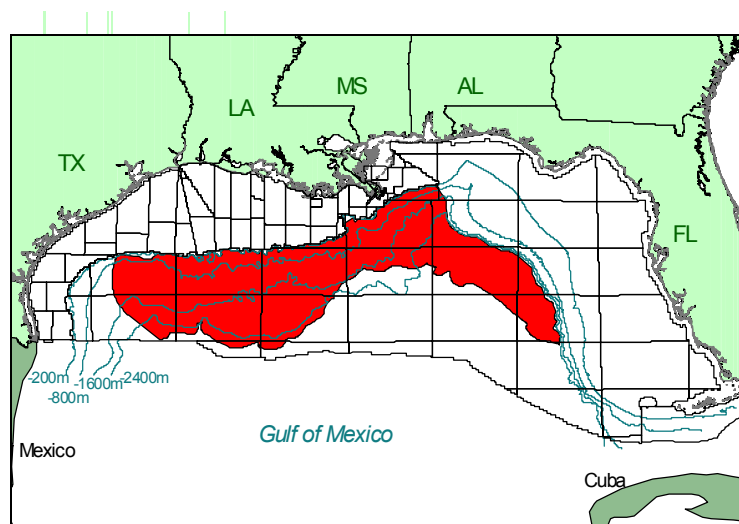 MS
AL
LA
TX
FL
-200m
-1600m
-2400m
-800m
Gulf of Mexico
Mexico
Cuba